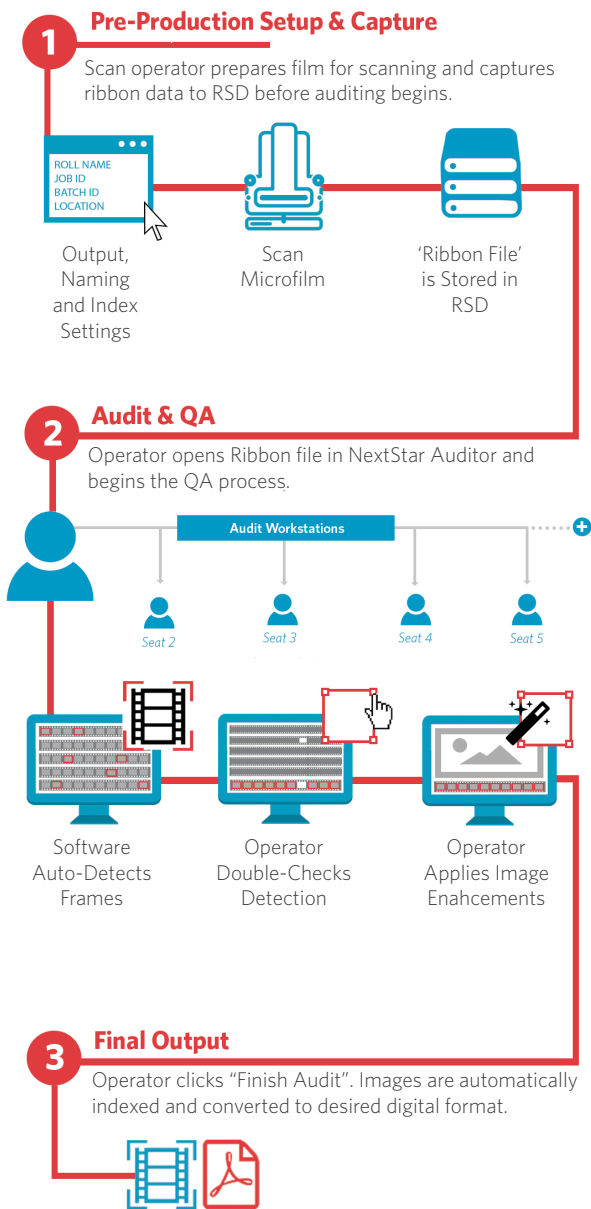 1
Pre-Production Setup & Capture
Scan operator prepares film for scanning and captures
ribbon data to RSD before auditing begins.
ROLL NAME
JOB ID
BATCH ID
LOCATION
Output,
Naming
and Index
Settings
Scan
Microfilm
‘Ribbon File’
is Stored in
RSD
2
Audit & QA
Operator opens Ribbon file in NextStar Auditor and
begins the QA process.
Audit Workstations
Seat 2
Seat 3
Seat 4
Seat 5
Software
Auto-Detects
Frames
Operator
Double-Checks
Detection
Operator
Applies Image
Enahcements
3
Final Output
Operator clicks “Finish Audit”. Images are automatically
indexed and converted to desired digital format.